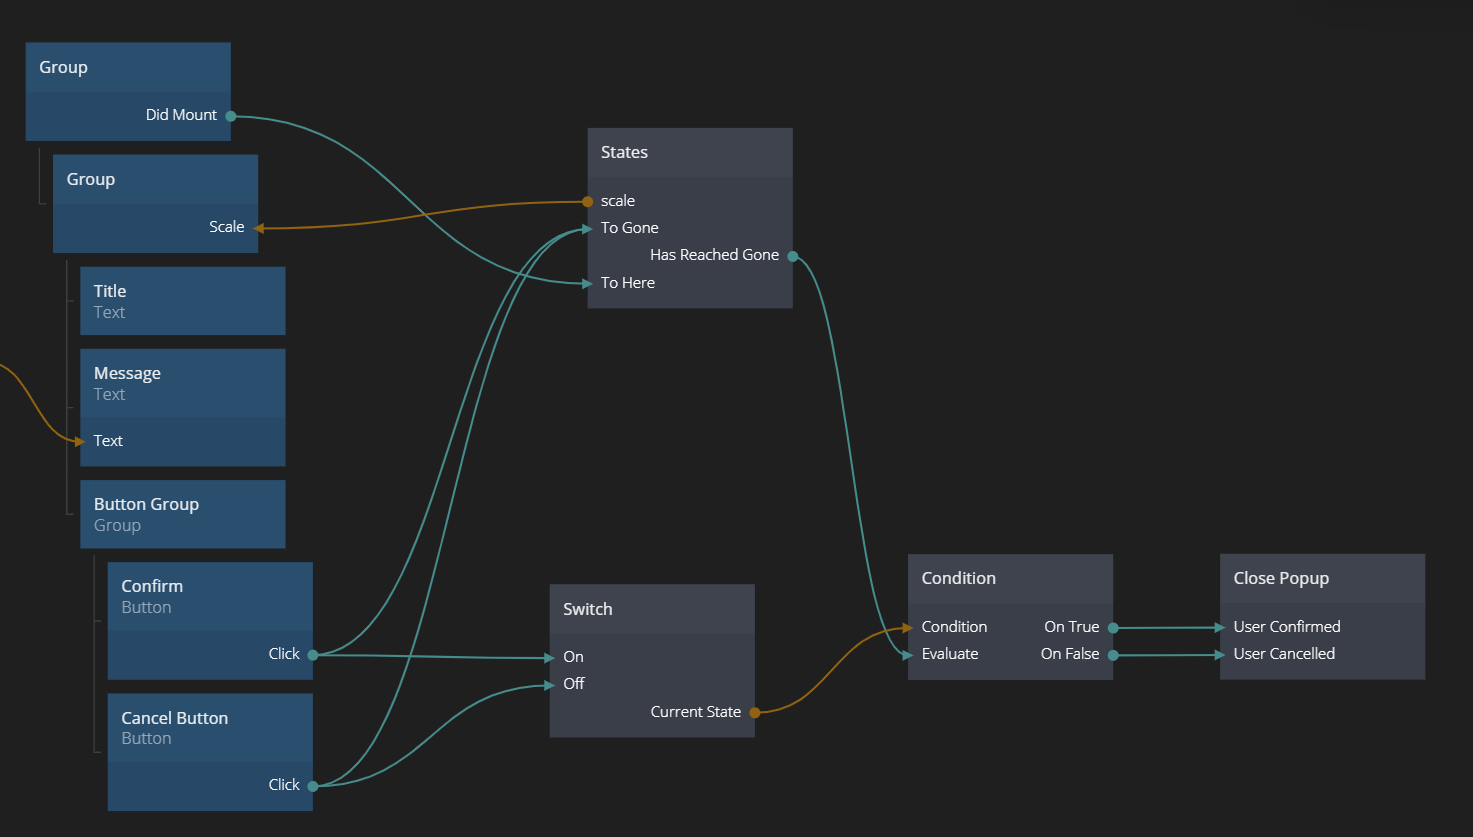 Group
Did Mount
Group
Scale
Title
Text
Message
Text
Text
Button Group
Group
Confirm
Button
Click
Cancel Button
Button
Click
States
scale
To Gone
Has Reached Gone
To Here
Switch
On
Off
Current State
Condition
Condition
On True
Evaluate
On False
Close Popup
User Confirmed
User Cancelled